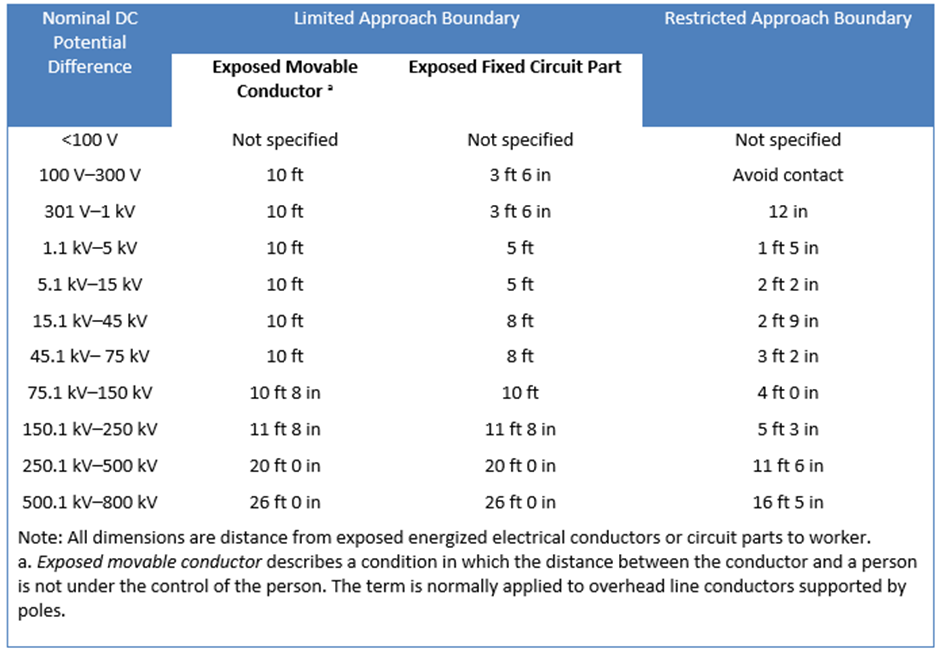 Nominal DC Potential Difference Limited Approach Boundary Restricted Approach Boundary
Exposed Movable Conductor ᵃ Exposed Fixed Circuit Part
<100 V Not specified Not specified Not specified
100 V–300 V 10 ft 3 ft 6 in Avoid contact
301 V–1 kV 10 ft 3 ft 6 in 12 in
1.1 kV–5 kV 10 ft 5 ft 1 ft 5 in
5.1 kV–15 kV 10 ft 5 ft 2 ft 2 in
15.1 kV–45 kV 10 ft 8 ft 2 ft 9 in
45.1 kV– 75 kV 10 ft 8 ft 3 ft 2 in
75.1 kV–150 kV 10 ft 8 in 10 ft 4 ft 0 in
150.1 kV–250 kV 11 ft 8 in 11 ft 8 in 5 ft 3 in
250.1 kV–500 kV 20 ft 0 in 20 ft 0 in 11 ft 6 in
500.1 kV–800 kV 26 ft 0 in 26 ft 0 in 16 ft 5 in
Note: All dimensions are distance from exposed energized electrical conductors or circuit parts to worker.
a. Exposed movable conductor describes a condition in which the distance between the conductor and a person
is not under the control of the person. The term is normally applied to overhead line conductors supported by
poles.